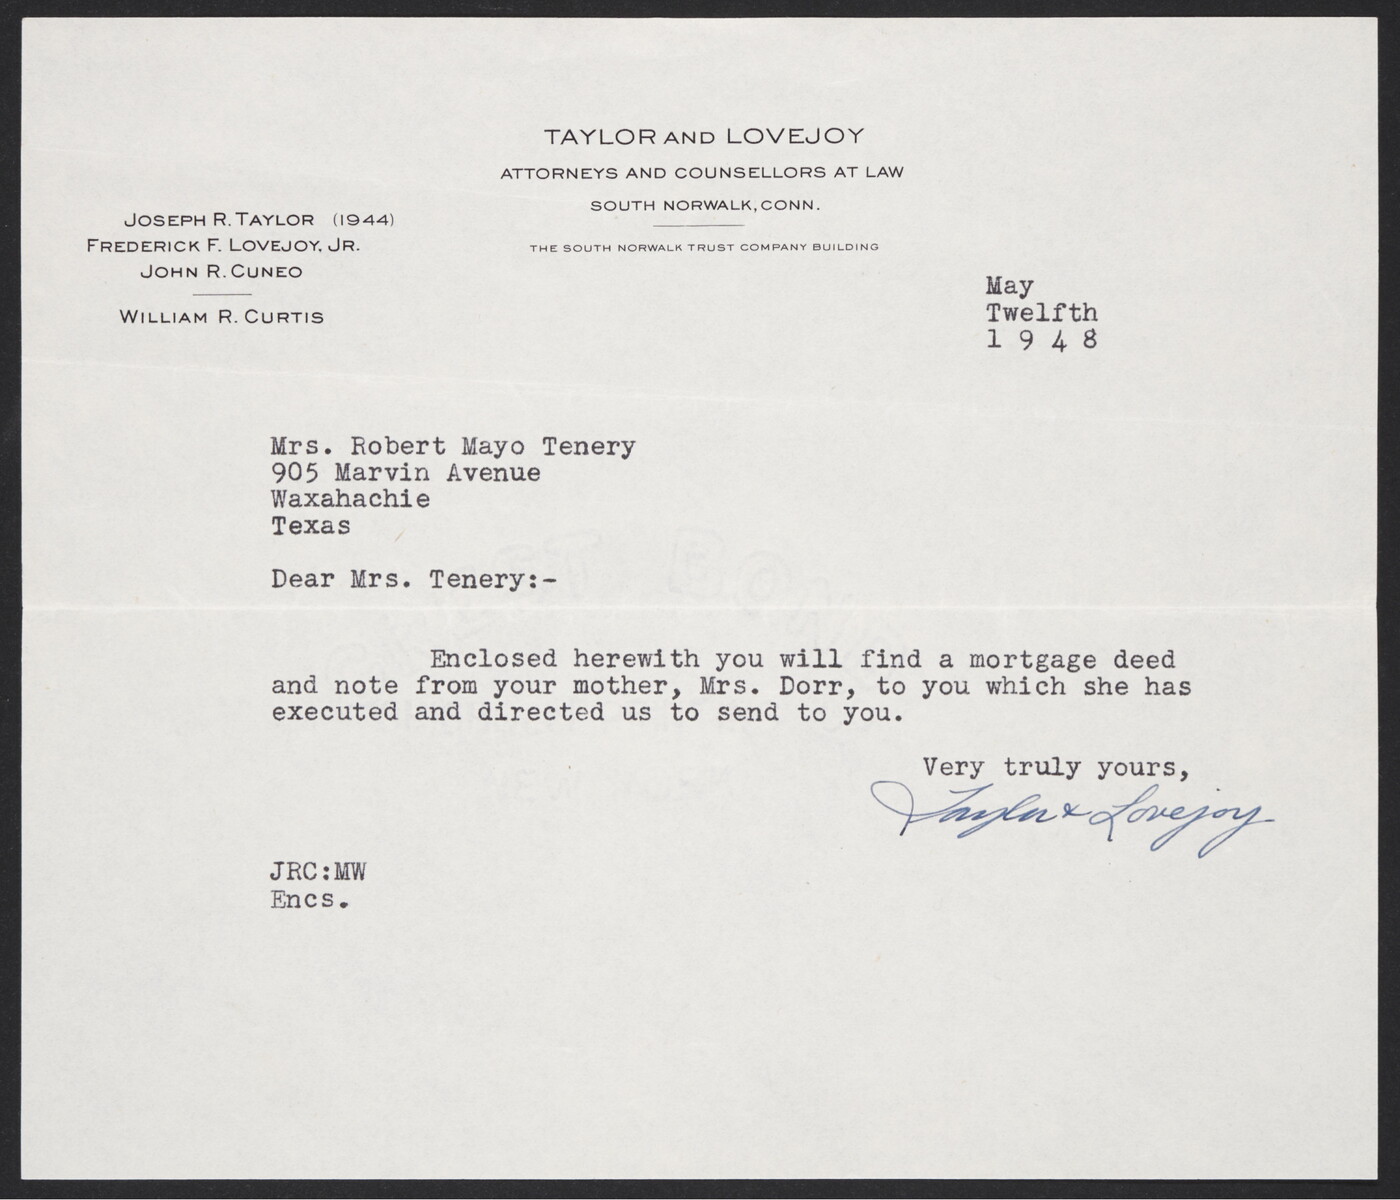 TAYLOR AND LOVEJOY
ATTORNEYS AND COUNSELLORS AT LAW
SOUTH NORWALK, CONN.
THE SOUTH NORWALK TRUST COMPANY BUILDING
JOSEPH R. TAYLOR (1944)
FREDERICK F. LOVEJOY, JR.
JOHN R. CUNEO
WILLIAM R. CURTIS
May
Twelfth
1 9 4 8
Mrs. Robert Mayo Tenery
905 Marvin Avenue
Waxahachie
Texas
Dear Mrs. Tenery:-
Enclosed herewith you will find a mortgage deed
and note from your mother, Mrs. Dorr, to you which she has
executed and directed us to send to you.
Very truly yours,
Taylor & Lovejoy
JRC:MW
Encs.